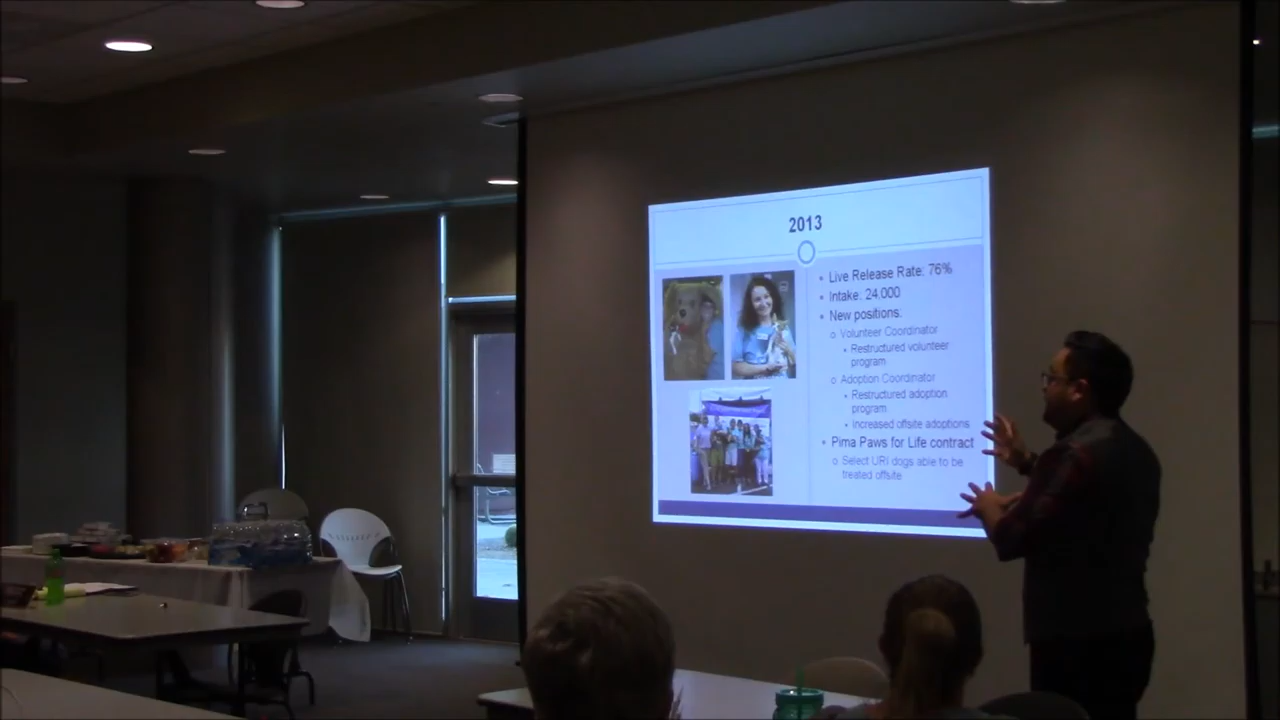 2013
Live Release Rate: 76%
Intake: 24,000
New positions:
Volunteer Coordinator
Restructured volunteer
program
Adoption Coordinator
Restructured adoption
program
Increased offsite adoptions
Pima Paws for Life contract
Select URI dogs able to be
treated offsite